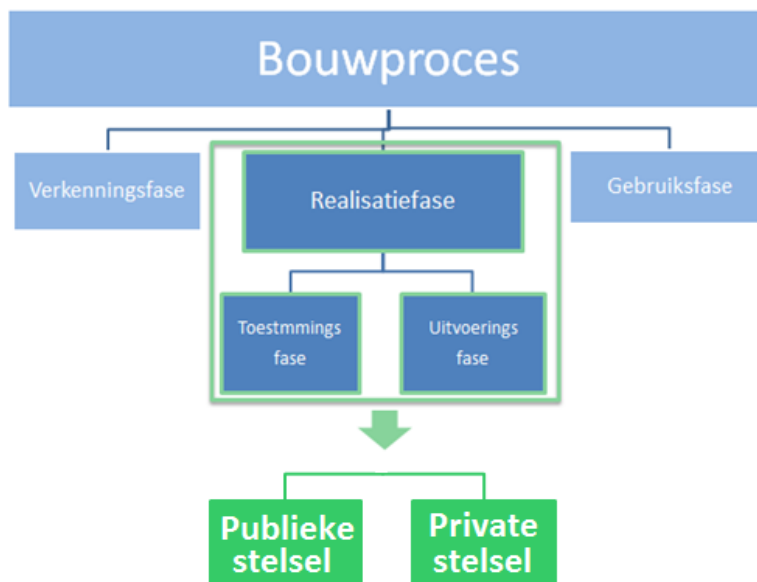 Bouwproces
Verkenningsfase
Realisatiefase
Gebruiksfase
Toestmmings
fase
Uitvoerings
fase
Publieke
stelsel
Private
stelsel